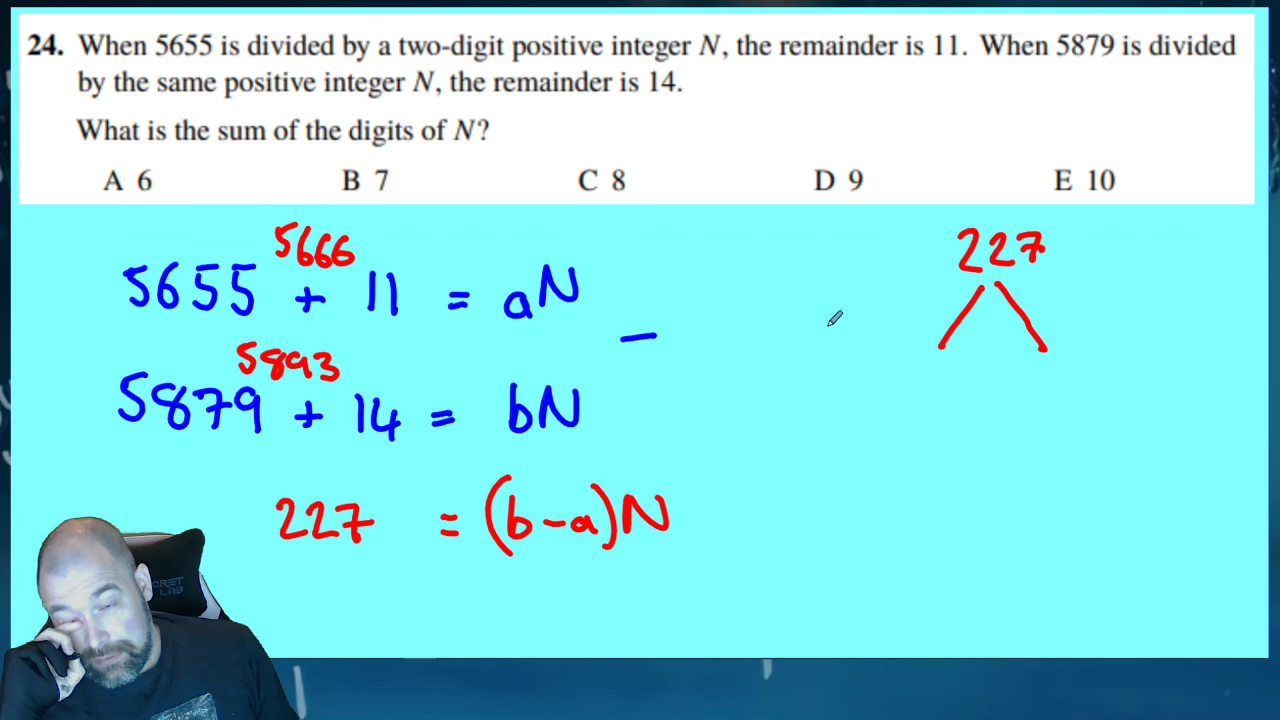 24. When 5655 is divided by a two-digit positive integer N, the remainder is 11. When 5879 is divided
by the same positive integer N, the remainder is 14.
What is the sum of the digits of N?
A 6 B 7 C 8 D 9 E 10
5666
5655 + 11 = aN
5893
5879 + 14 = bN
−
227 = (b-a)N
227
CRET
LAB